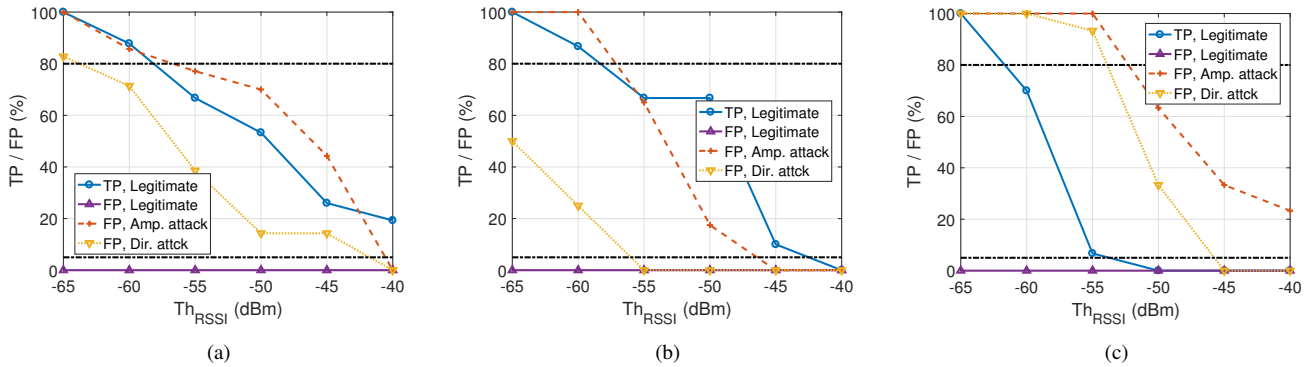 100
80
60
40
20
0
TP / FP (%)
TP, Legitimate
FP, Legitimate
FP, Amp. attack
FP, Dir. attck
-65 -60 -55 -50 -45 -40
Th_RSSI (dBm)
(a)
100
80
60
40
20
0
TP / FP (%)
TP, Legitimate
FP, Legitimate
FP, Amp. attack
FP, Dir. attck
-65 -60 -55 -50 -45 -40
Th_RSSI (dBm)
(b)
100
80
60
40
20
0
TP / FP (%)
TP, Legitimate
FP, Legitimate
FP, Amp. attack
FP, Dir. attck
-65 -60 -55 -50 -45 -40
Th_RSSI (dBm)
(c)